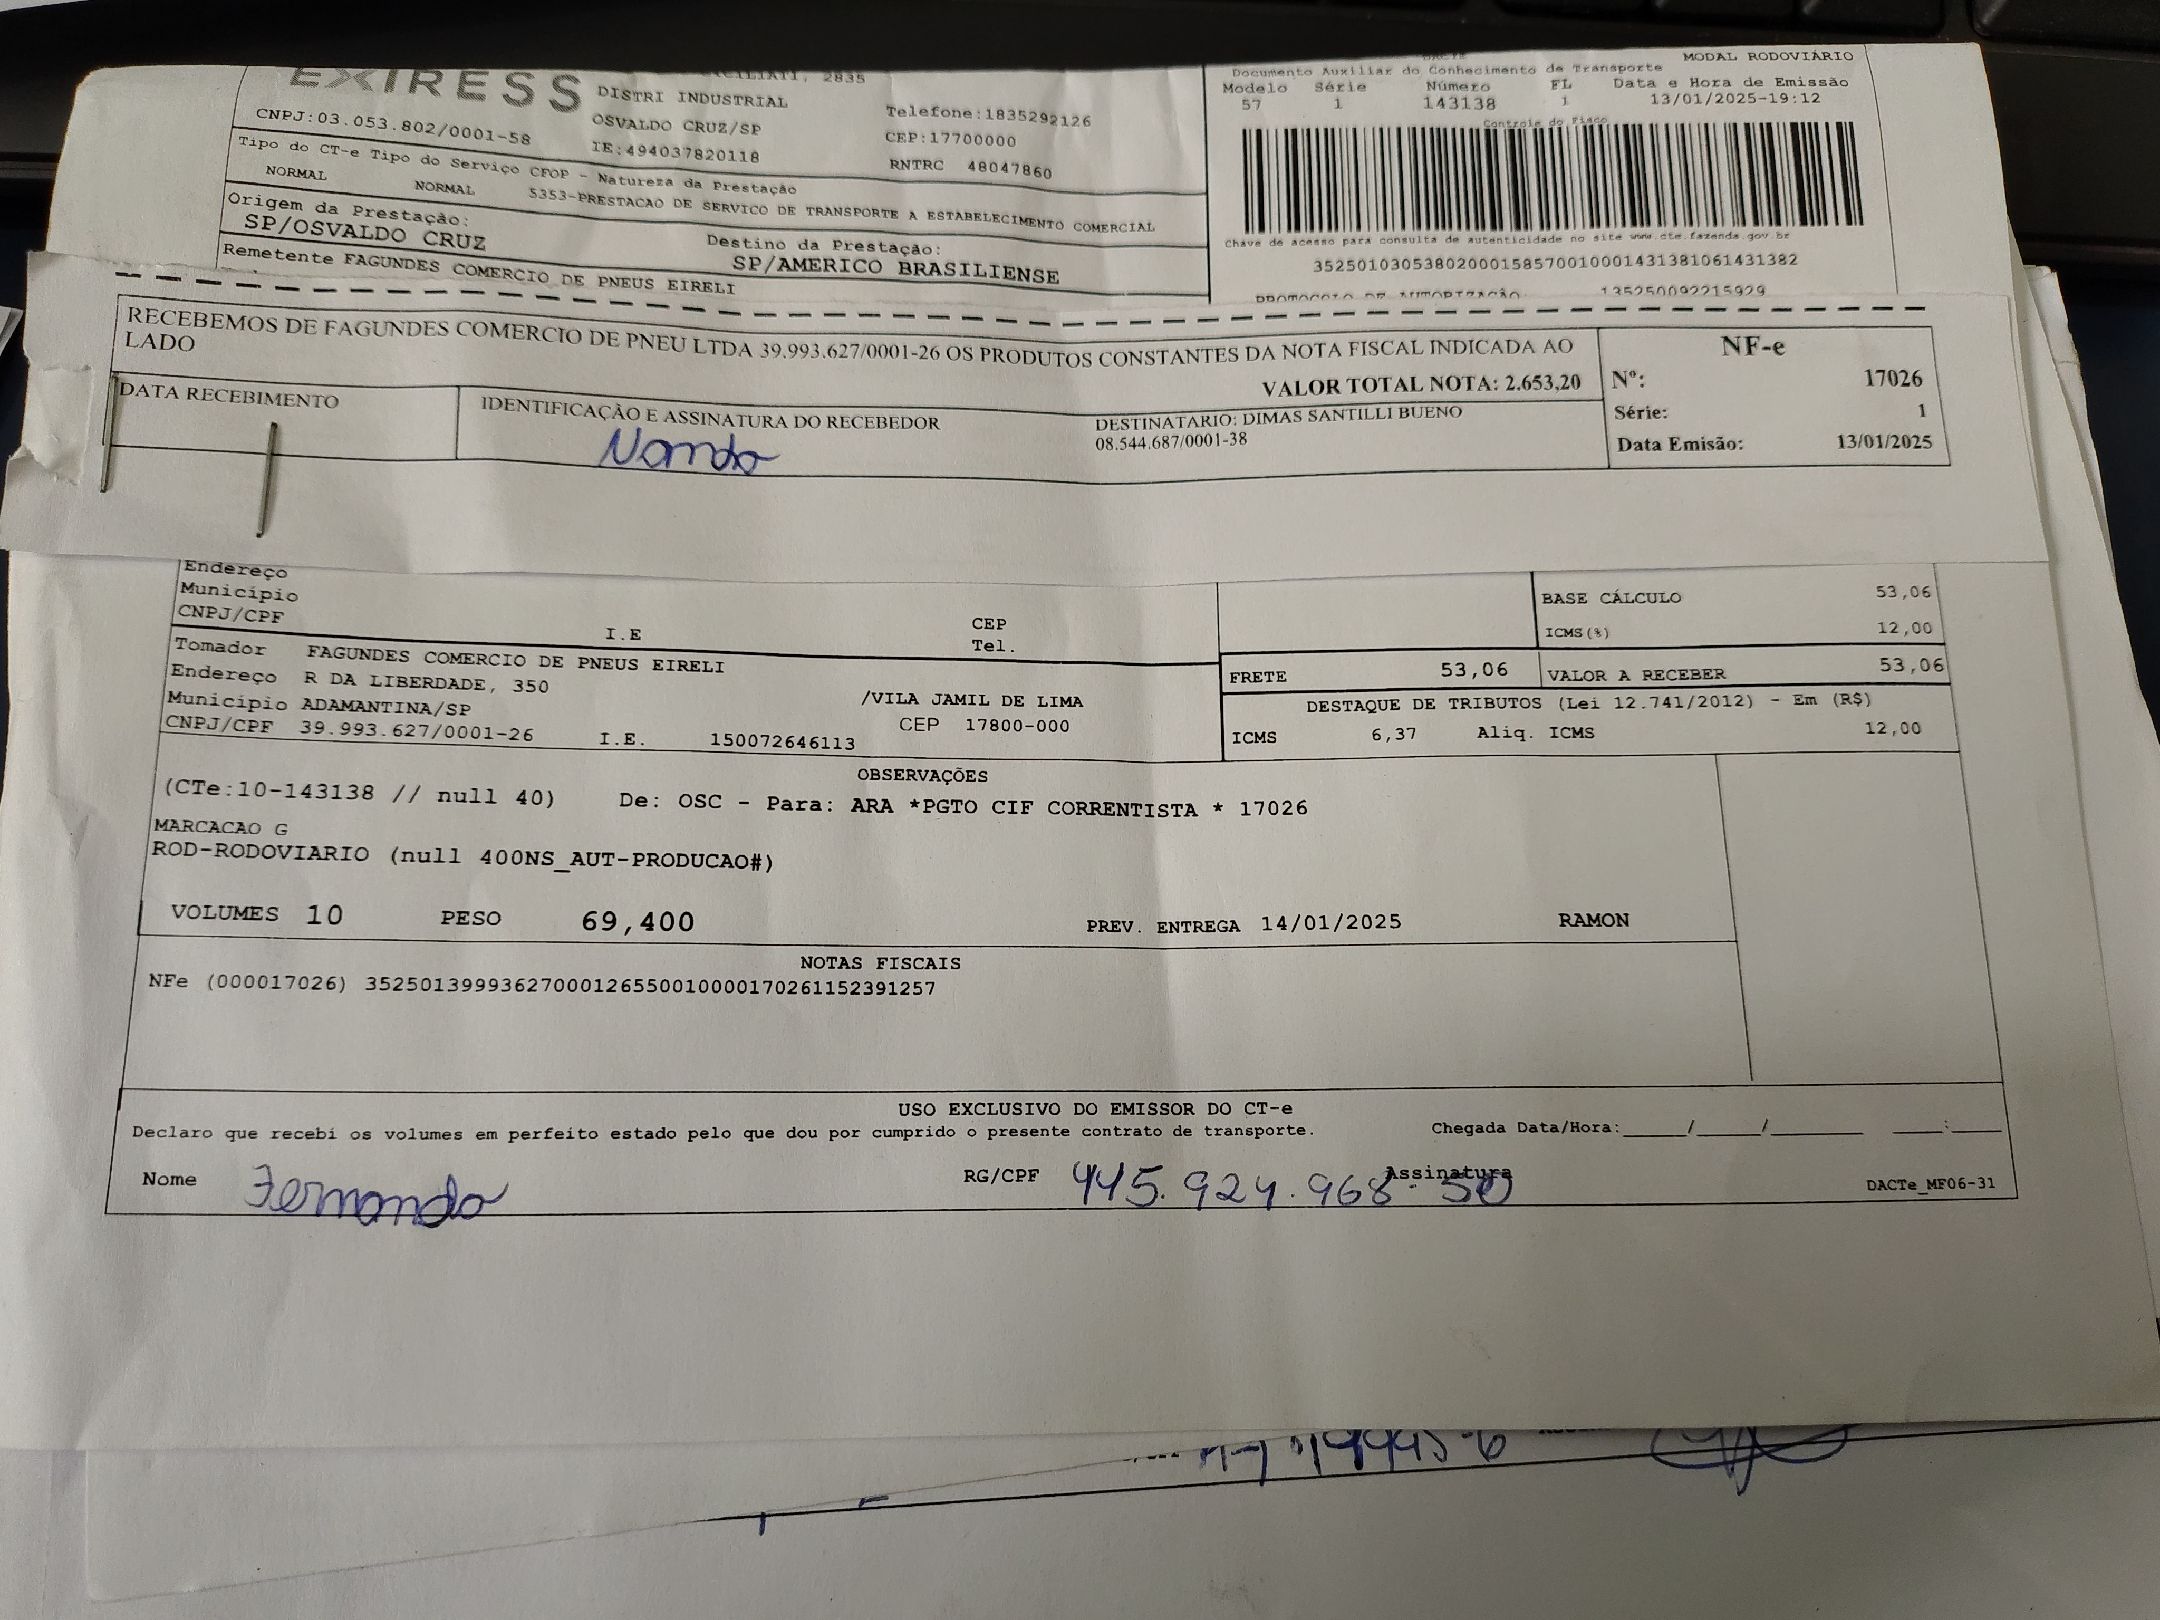 EXIRESS
2835
DISTRI INDUSTRIAL
CNPJ:03.053.802/0001-58 OSVALDO CRUZ/SP Telefone:1835292126
IE:494037820118 CEP:17700000
RNTRC 48047860
Tipo do CT-e Tipo do Serviço CFOP - Natureza da Prestação
NORMAL NORMAL 5353-PRESTACAO DE SERVICO DE TRANSPORTE A ESTABELECIMENTO COMERCIAL
Origem da Prestação: Destino da Prestação:
SP/OSVALDO CRUZ SP/AMERICO BRASILIENSE
Remetente FAGUNDES COMERCIO DE PNEUS EIRELI
MODAL RODOVIÁRIO
Documento Auxiliar do Conhecimento de Transporte
Modelo Série Número FL Data e Hora de Emissão
57 1 143138 1 13/01/2025-19:12
Controle do Fisco
Chave de acesso para consulta de autenticidade no site www.cte.fazenda.gov.br
35250103053802000158570010001431381061431382
PROTOCOLO DE AUTORIZAÇÃO 135250092215929
RECEBEMOS DE FAGUNDES COMERCIO DE PNEU LTDA 39.993.627/0001-26 OS PRODUTOS CONSTANTES DA NOTA FISCAL INDICADA AO
LADO
VALOR TOTAL NOTA: 2.653,20
DATA RECEBIMENTO IDENTIFICAÇÃO E ASSINATURA DO RECEBEDOR DESTINATARIO: DIMAS SANTILLI BUENO
Nando 08.544.687/0001-38
NF-e
Nº: 17026
Série: 1
Data Emisão: 13/01/2025
Endereço
Município
CNPJ/CPF I.E CEP
Tel.
BASE CÁLCULO 53,06
ICMS(%) 12,00
Tomador FAGUNDES COMERCIO DE PNEUS EIRELI
Endereço R DA LIBERDADE, 350 /VILA JAMIL DE LIMA
Município ADAMANTINA/SP CEP 17800-000
CNPJ/CPF 39.993.627/0001-26 I.E. 150072646113
FRETE 53,06 VALOR A RECEBER 53,06
DESTAQUE DE TRIBUTOS (Lei 12.741/2012) - Em (R$)
ICMS 6,37 Aliq. ICMS 12,00
OBSERVAÇÕES
(CTe:10-143138 // null 40) De: OSC - Para: ARA *PGTO CIF CORRENTISTA * 17026
MARCACAO G
ROD-RODOVIARIO (null 400NS_AUT-PRODUCAO#)
VOLUMES 10 PESO 69,400 PREV. ENTREGA 14/01/2025 RAMON
NOTAS FISCAIS
NFe (000017026) 35250139993627000126550010000170261152391257
USO EXCLUSIVO DO EMISSOR DO CT-e
Declaro que recebi os volumes em perfeito estado pelo que dou por cumprido o presente contrato de transporte. Chegada Data/Hora:_____/_____/_______ ____:____
Nome Fernando RG/CPF 445.924.968-50 Assinatura DACTe_MF06-31